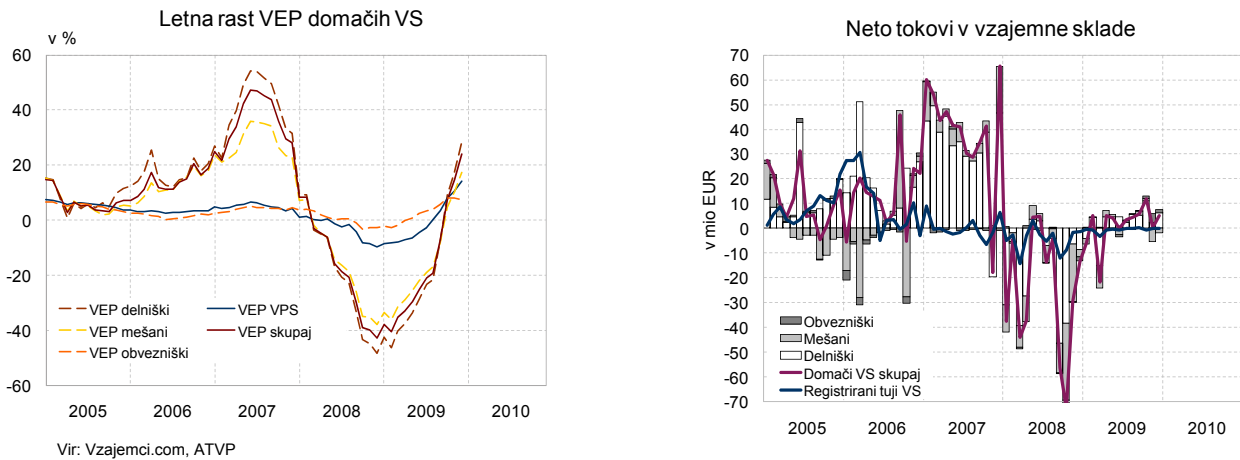 Letna rast VEP domačih VS
v %
60
40
20
0
-20
-40
-60
VEP delniški
VEP VPS
VEP mešani
VEP skupaj
VEP obvezniški
2005 2006 2007 2008 2009 2010
Vir: Vzajemci.com, ATVP
Neto tokovi v vzajemne sklade
v mio EUR
70
60
50
40
30
20
10
0
-10
-20
-30
-40
-50
-60
-70
Obvezniški
Mešani
Delniški
Domači VS skupaj
Registrirani tuji VS
2005 2006 2007 2008 2009 2010